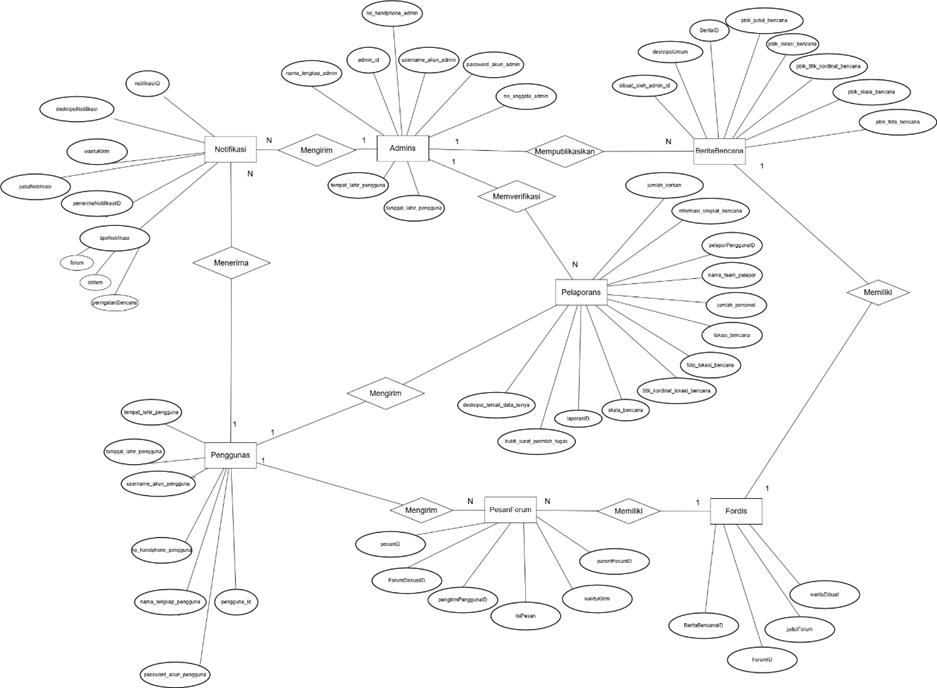 no_handphone_admin
nama_lengkap_admin
admin_id
username_akun_admin
password_akun_admin
no_anggota_admin
Admins
tempat_lahir_pengguna
tanggal_lahir_pengguna
notifikasiID
deskripsiNotifikasi
waktuKirim
judulNotifikasi
penerimaNotifikasiID
tipeNotifikasi
forum
sistem
peringatanBencana
Notifikasi
N
Mengirim
1
1
Mempublikasikan
N
BeritaBencana
dibuat_oleh_admin_id
deskripsiUmum
BeritaID
pblk_judul_bencana
pblk_lokasi_bencana
pblk_titik_kordinat_bencana
pblk_skala_bencana
pblk_foto_bencana
1
Memverifikasi
N
N
Menerima
1
1
Memiliki
1
Pelaporans
jumlah_korban
informasi_singkat_bencana
pelaporPenggunaID
nama_team_pelapor
jumlah_personel
lokasi_bencana
foto_lokasi_bencana
titik_kordinat_lokasi_bencana
skala_bencana
laporanID
bukti_surat_perintah_tugas
Mengirim
1
Penggunas
tempat_lahir_pengguna
tanggal_lahir_pengguna
username_akun_pengguna
no_handphone_pengguna
nama_lengkap_pengguna
pengguna_id
password_akun_pengguna
1
Mengirim
N
PesanForum
N
Memiliki
1
Fordis
pesanID
ForumDiskusiID
pengirimPenggunaID
isiPesan
waktuKirim
parentPesanID
BeritaBencanaID
ForumID
judulForum
waktuDibuat